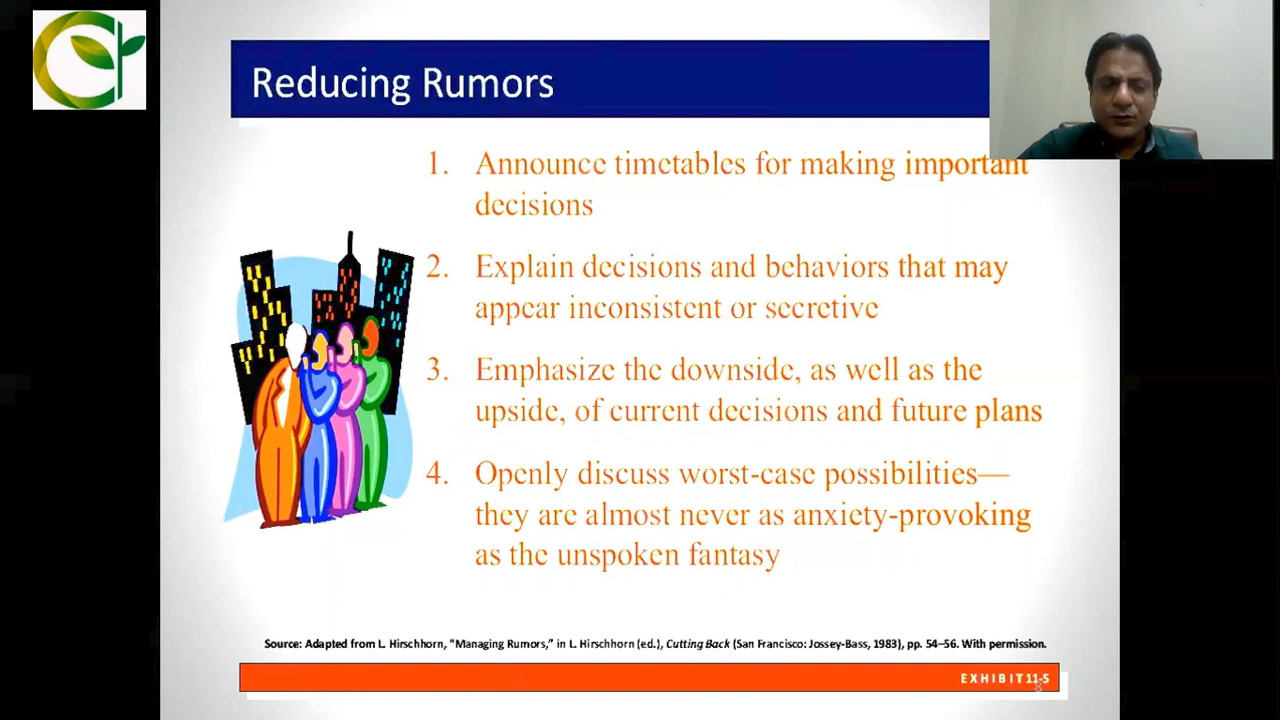 Reducing Rumors
1. Announce timetables for making important
decisions
2. Explain decisions and behaviors that may
appear inconsistent or secretive
3. Emphasize the downside, as well as the
upside, of current decisions and future plans
4. Openly discuss worst-case possibilities—
they are almost never as anxiety-provoking
as the unspoken fantasy
Source: Adapted from L. Hirschhorn, “Managing Rumors,” in L. Hirschhorn (ed.), Cutting Back (San Francisco: Jossey-Bass, 1983), pp. 54–56. With permission.
EXHIBIT 11-5